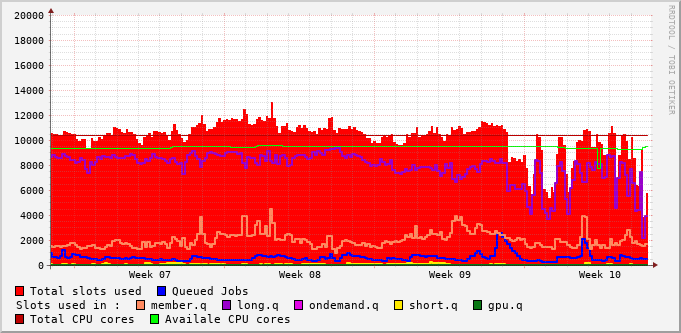 20000
18000
16000
14000
12000
10000
8000
6000
4000
2000
0
Week 07 Week 08 Week 09 Week 10
RRDTOOL / TOBI OETIKER
Total slots used Queued Jobs
Slots used in : member.q long.q ondemand.q short.q gpu.q
Total CPU cores Availale CPU cores